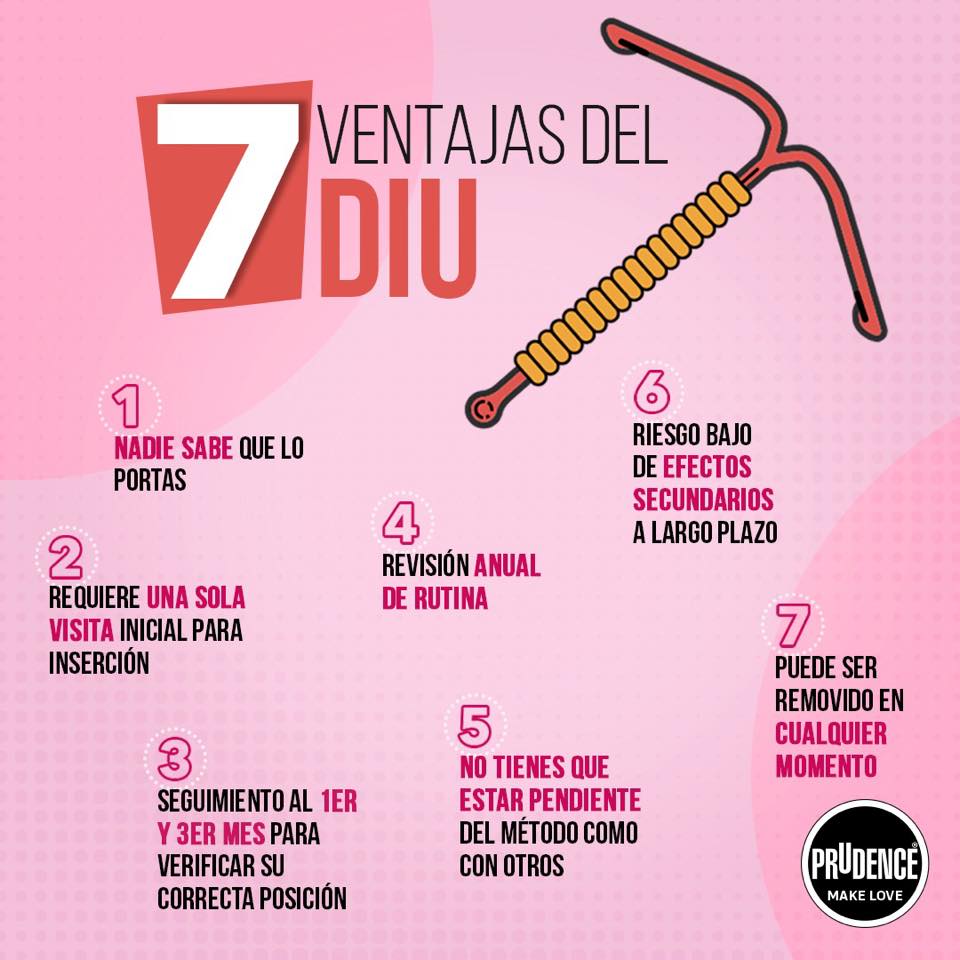 7 VENTAJAS DEL
DIU
1
NADIE SABE QUE LO
PORTAS
2
REQUIERE UNA SOLA
VISITA INICIAL PARA
INSERCIÓN
3
SEGUIMIENTO AL 1ER
Y 3ER MES PARA
VERIFICAR SU
CORRECTA POSICIÓN
4
REVISIÓN ANUAL
DE RUTINA
5
NO TIENES QUE
ESTAR PENDIENTE
DEL MÉTODO COMO
CON OTROS
6
RIESGO BAJO
DE EFECTOS
SECUNDARIOS
A LARGO PLAZO
7
PUEDE SER
REMOVIDO EN
CUALQUIER
MOMENTO
PRUDENCE®
MAKE LOVE